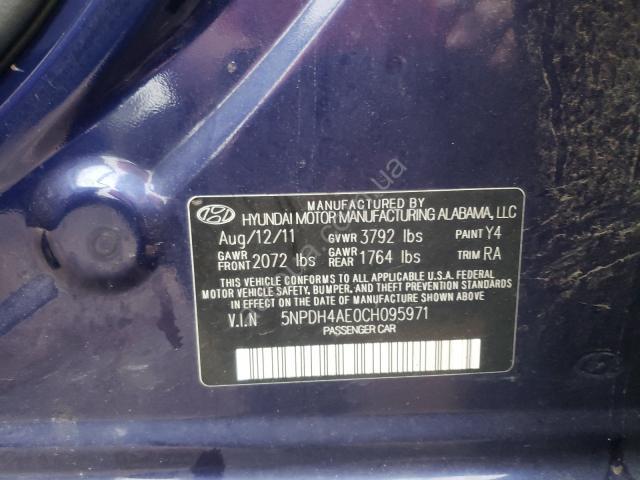 MANUFACTURED BY
HYUNDAI MOTOR MANUFACTURING ALABAMA, LLC
Aug/12/11 GVWR 3792 lbs PAINT Y4
GAWR FRONT 2072 lbs GAWR REAR 1764 lbs TRIM RA
THIS VEHICLE CONFORMS TO ALL APPLICABLE U.S.A. FEDERAL
MOTOR VEHICLE SAFETY, BUMPER, AND THEFT PREVENTION STANDARDS
IN EFFECT ON THE DATE OF MANUFACTURE SHOWN ABOVE.
V.I.N 5NPDH4AE0CH095971
PASSENGER CAR